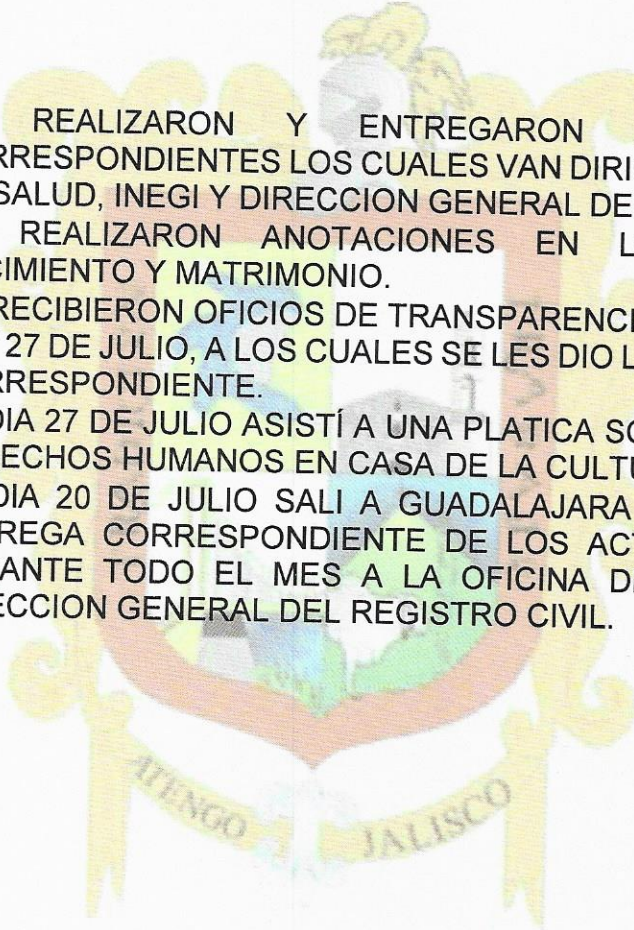 REALIZARON Y ENTREGARON
RRESPONDIENTES LOS CUALES VAN DIRI
SALUD, INEGI Y DIRECCION GENERAL DE
REALIZARON ANOTACIONES EN L
CIMIENTO Y MATRIMONIO.
RECIBIERON OFICIOS DE TRANSPARENCI
27 DE JULIO, A LOS CUALES SE LES DIO L
RRESPONDIENTE.
DIA 27 DE JULIO ASISTÍ A UNA PLATICA SO
ECHOS HUMANOS EN CASA DE LA CULTU
DIA 20 DE JULIO SALI A GUADALAJARA
REGA CORRESPONDIENTE DE LOS ACT
ANTE TODO EL MES A LA OFICINA DE
ECCION GENERAL DEL REGISTRO CIVIL.
ATENGO JALISCO